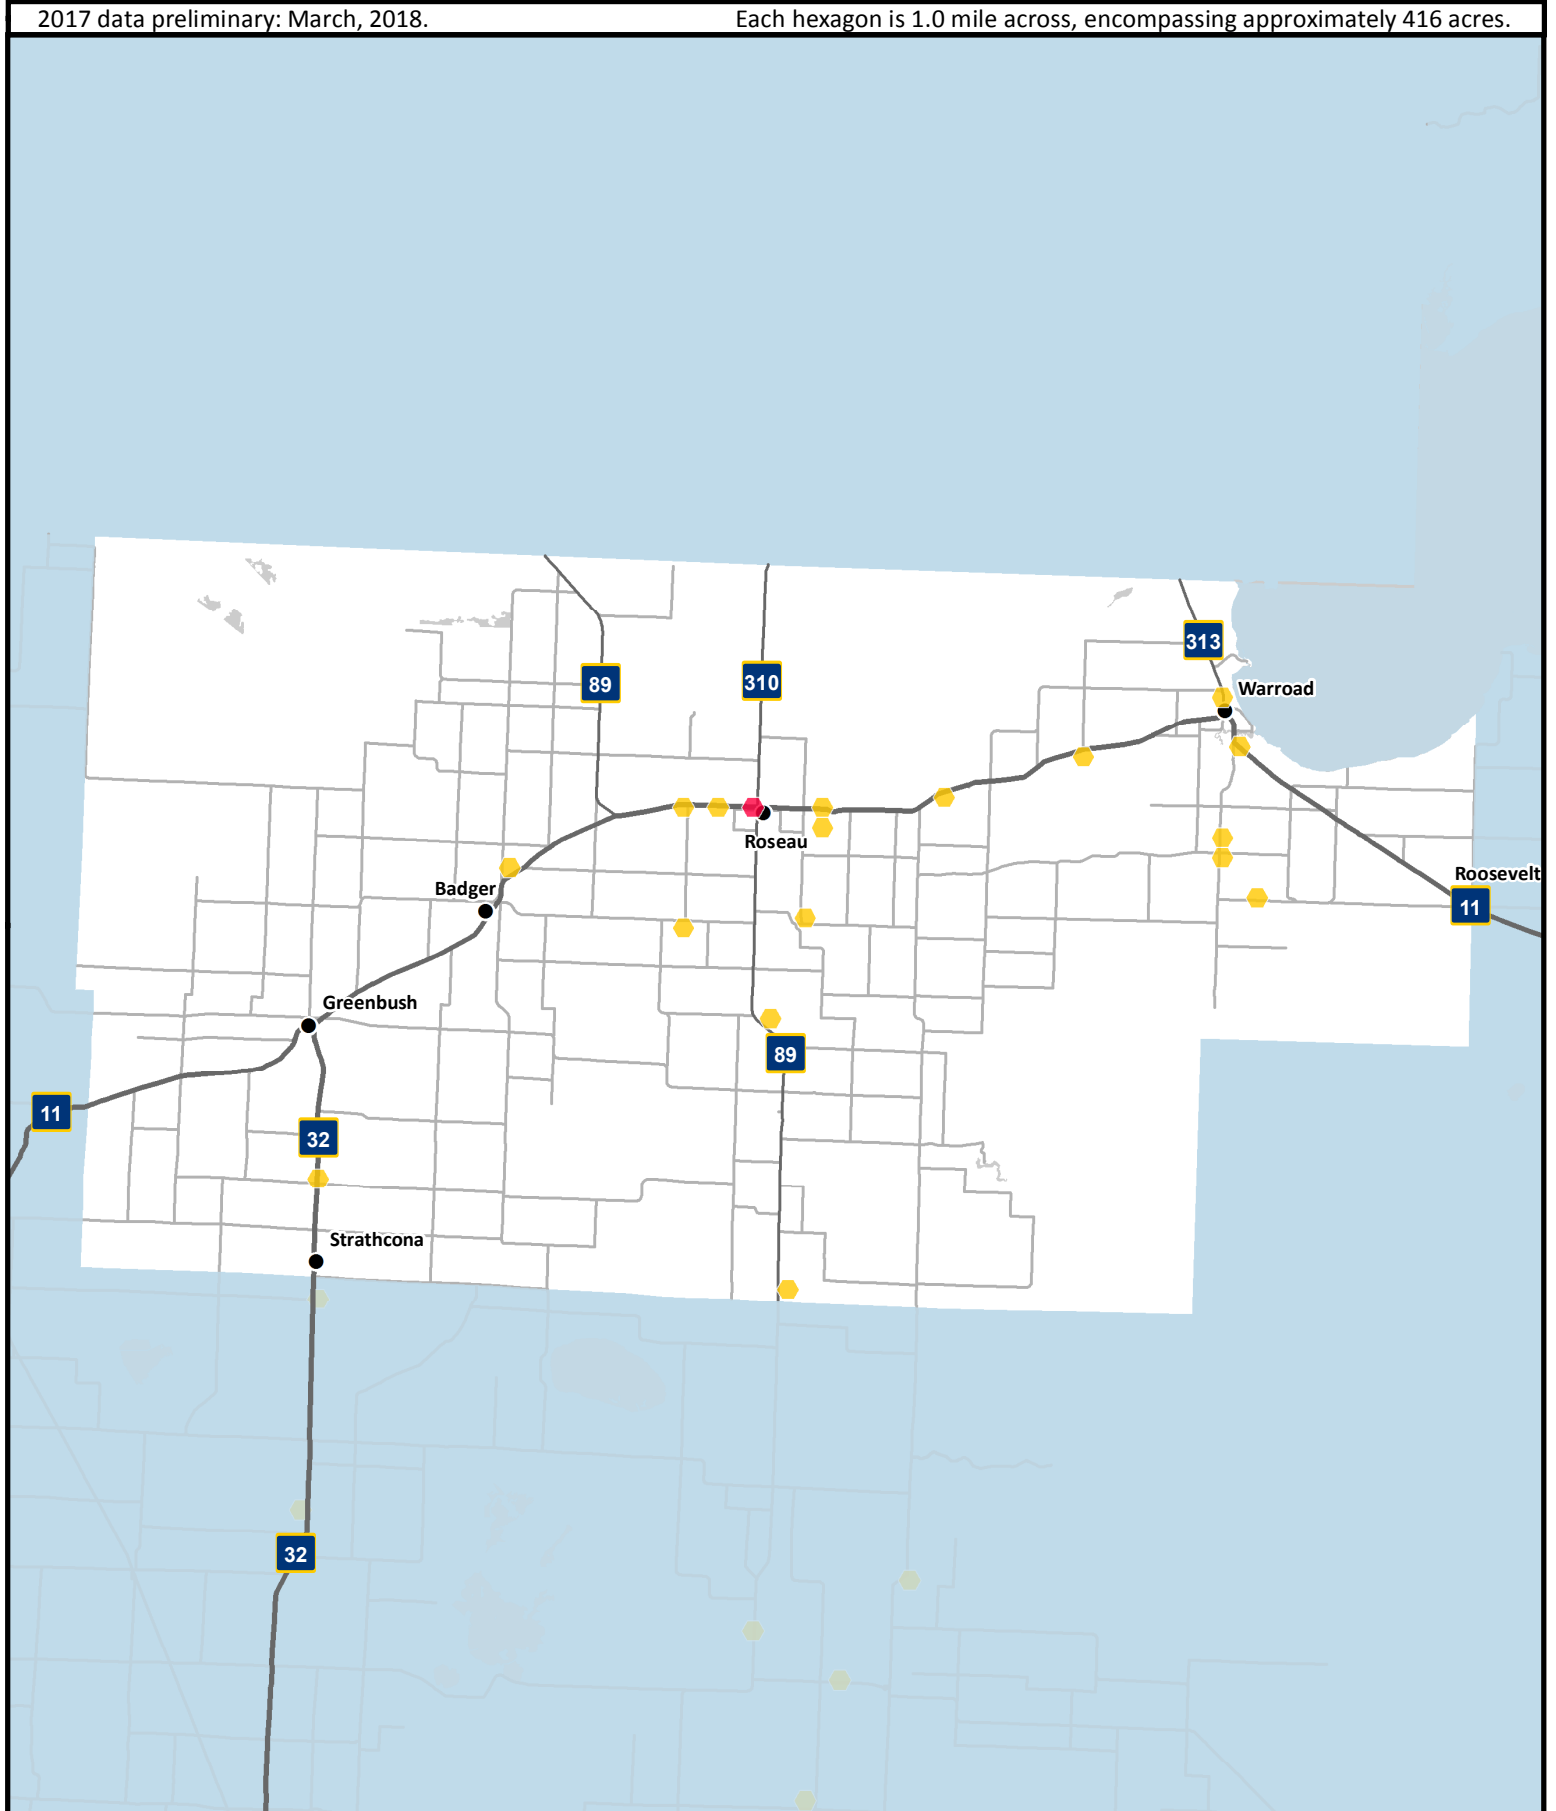 2017 data preliminary: March, 2018.
Each hexagon is 1.0 mile across, encompassing approximately 416 acres.
313
89
310
Warroad
Roseau
Roosevelt
Badger
11
Greenbush
89
11
32
Strathcona
32